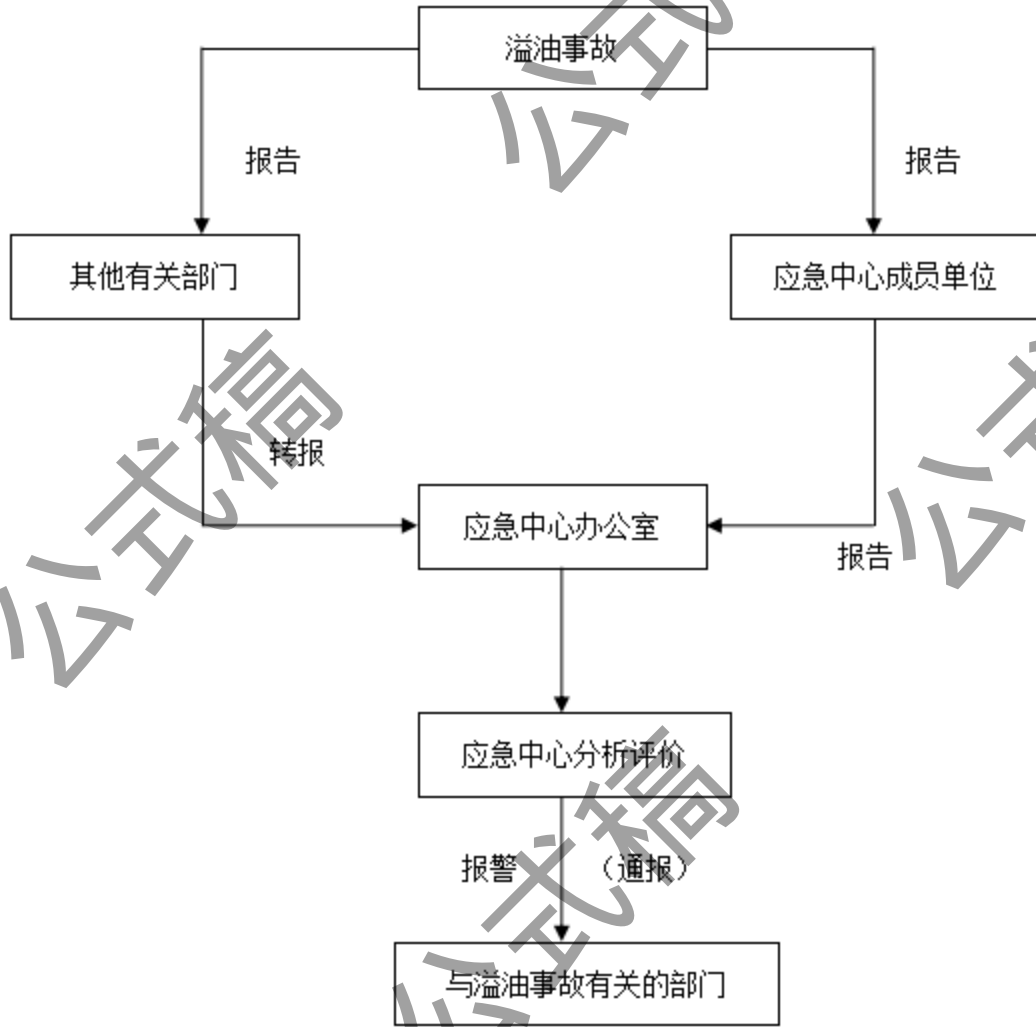 溢油事故
报告
报告
其他有关部门
应急中心成员单位
转报
应急中心办公室
报告
应急中心分析评价
报警 （通报）
与溢油事故有关的部门
公式稿
公式
公式稿
公式稿